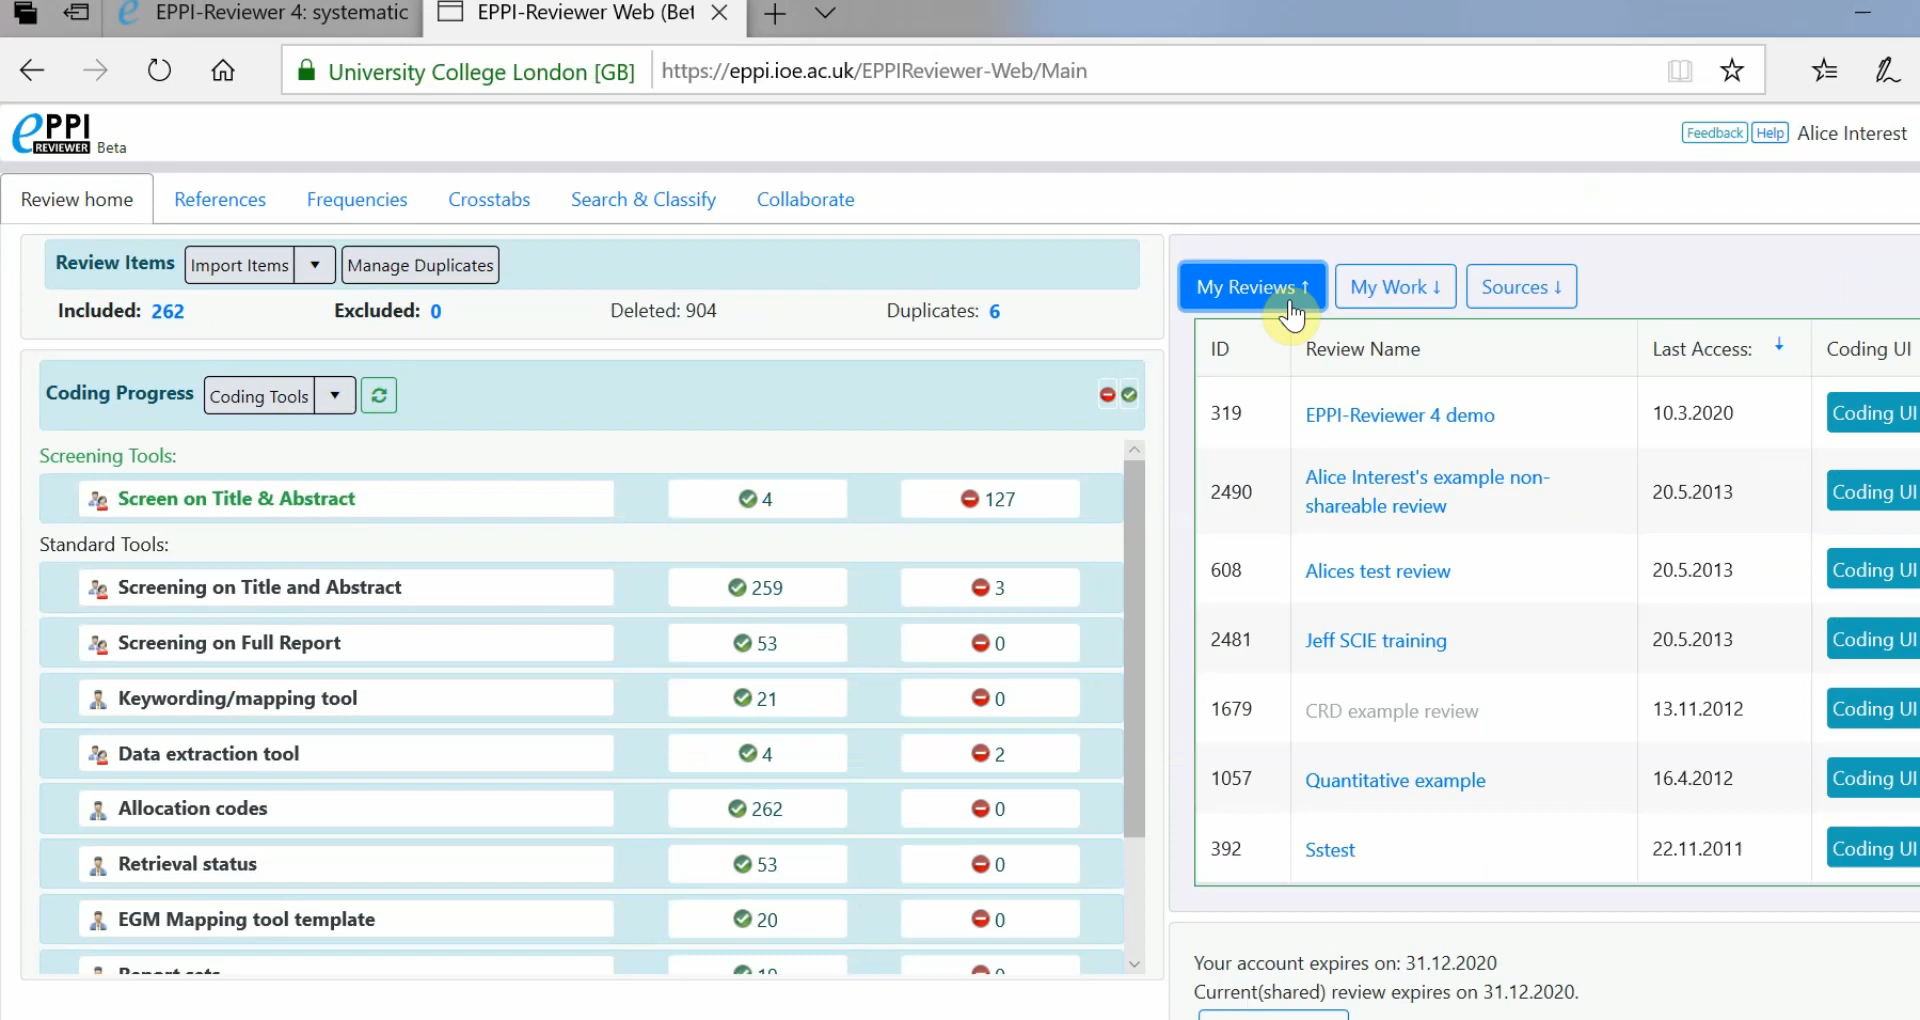 EPPI-Reviewer 4: systematic
EPPI-Reviewer Web (Bet
University College London [GB]
https://eppi.ioe.ac.uk/EPPIReviewer-Web/Main
ePPI
REVIEWER Beta
Feedback Help Alice Interest
Review home References Frequencies Crosstabs Search & Classify Collaborate
Review Items Import Items Manage Duplicates
Included: 262 Excluded: 0 Deleted: 904 Duplicates: 6
Coding Progress Coding Tools
Screening Tools:
Screen on Title & Abstract 4 127
Standard Tools:
Screening on Title and Abstract 259 3
Screening on Full Report 53 0
Keywording/mapping tool 21 0
Data extraction tool 4 2
Allocation codes 262 0
Retrieval status 53 0
EGM Mapping tool template 20 0
My Reviews ↑ My Work ↓ Sources ↓
ID Review Name Last Access: ↓ Coding UI
319 EPPI-Reviewer 4 demo 10.3.2020 Coding UI
2490 Alice Interest's example non-
shareable review 20.5.2013 Coding UI
608 Alices test review 20.5.2013 Coding UI
2481 Jeff SCIE training 20.5.2013 Coding UI
1679 CRD example review 13.11.2012 Coding UI
1057 Quantitative example 16.4.2012 Coding UI
392 Sstest 22.11.2011 Coding UI
Your account expires on: 31.12.2020
Current(shared) review expires on 31.12.2020.